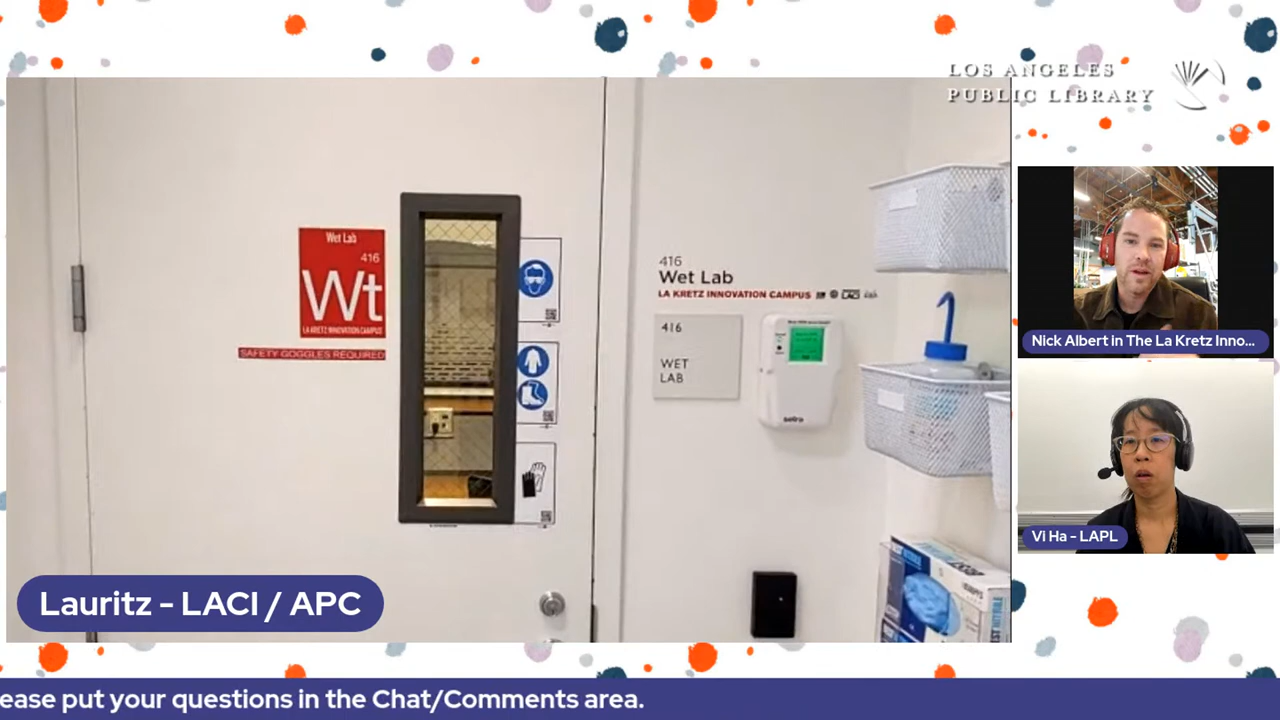 LOS ANGELES
PUBLIC LIBRARY
Wet Lab
416
Wt
LA KRETZ INNOVATION CAMPUS
SAFETY GOGGLES REQUIRED
416
Wet Lab
LA KRETZ INNOVATION CAMPUS
LACI
416
WET
LAB
setra
Nick Albert in The La Kretz Inno...
Vi Ha - LAPL
Lauritz - LACI / APC
ease put your questions in the Chat/Comments area.